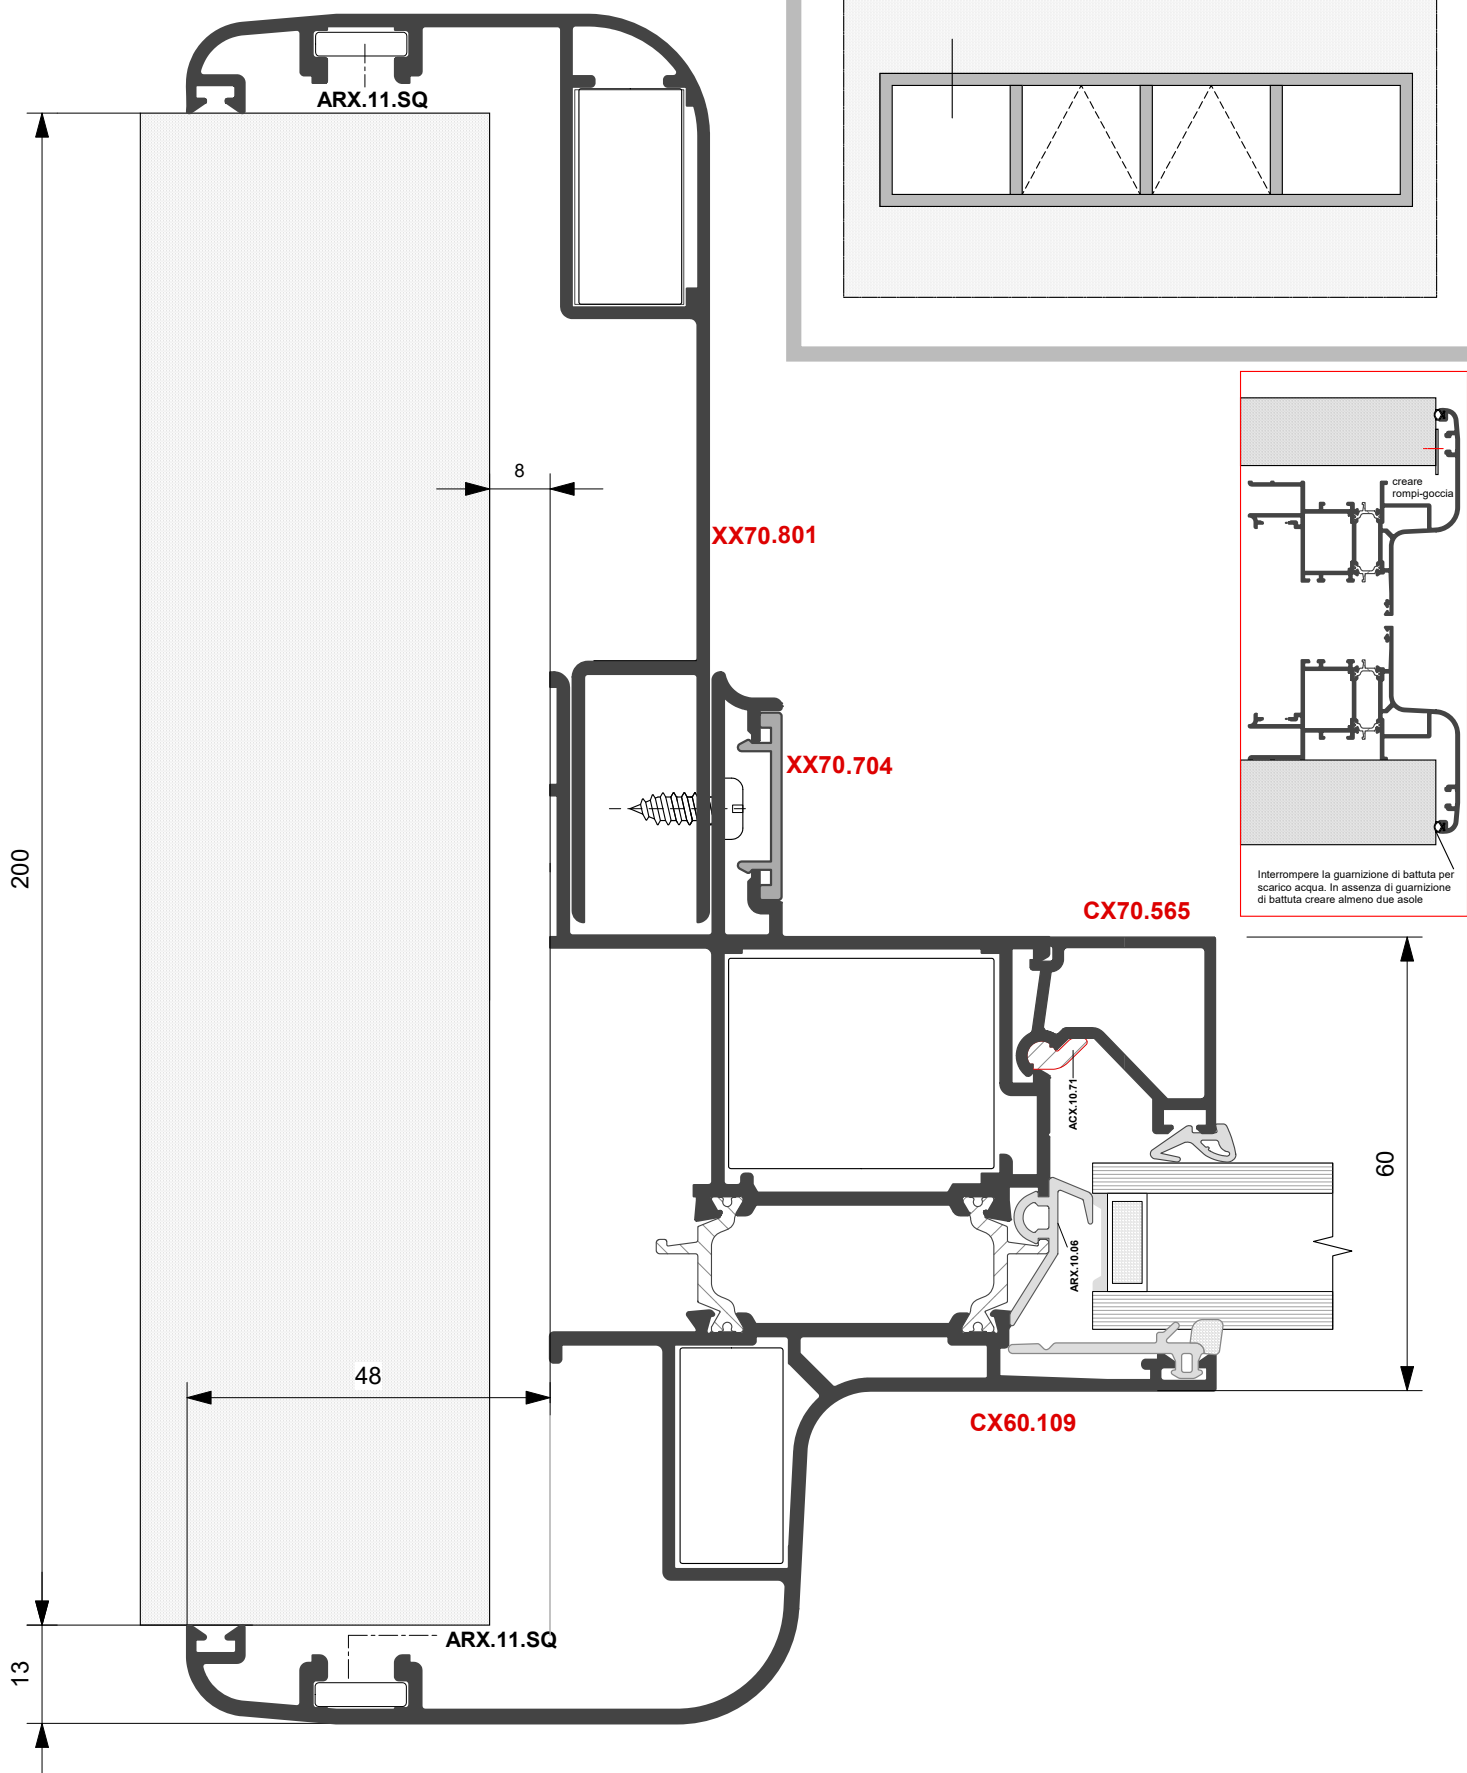 ARX.11.SQ
8
XX70.801
creare
rompi-goccia
XX70.704
200
Interrompere la guarnizione di battuta per
scarico acqua. In assenza di guarnizione
di battuta creare almeno due asole
CX70.565
ACX.10.71
60
ARX.10.06
48
CX60.109
ARX.11.SQ
13